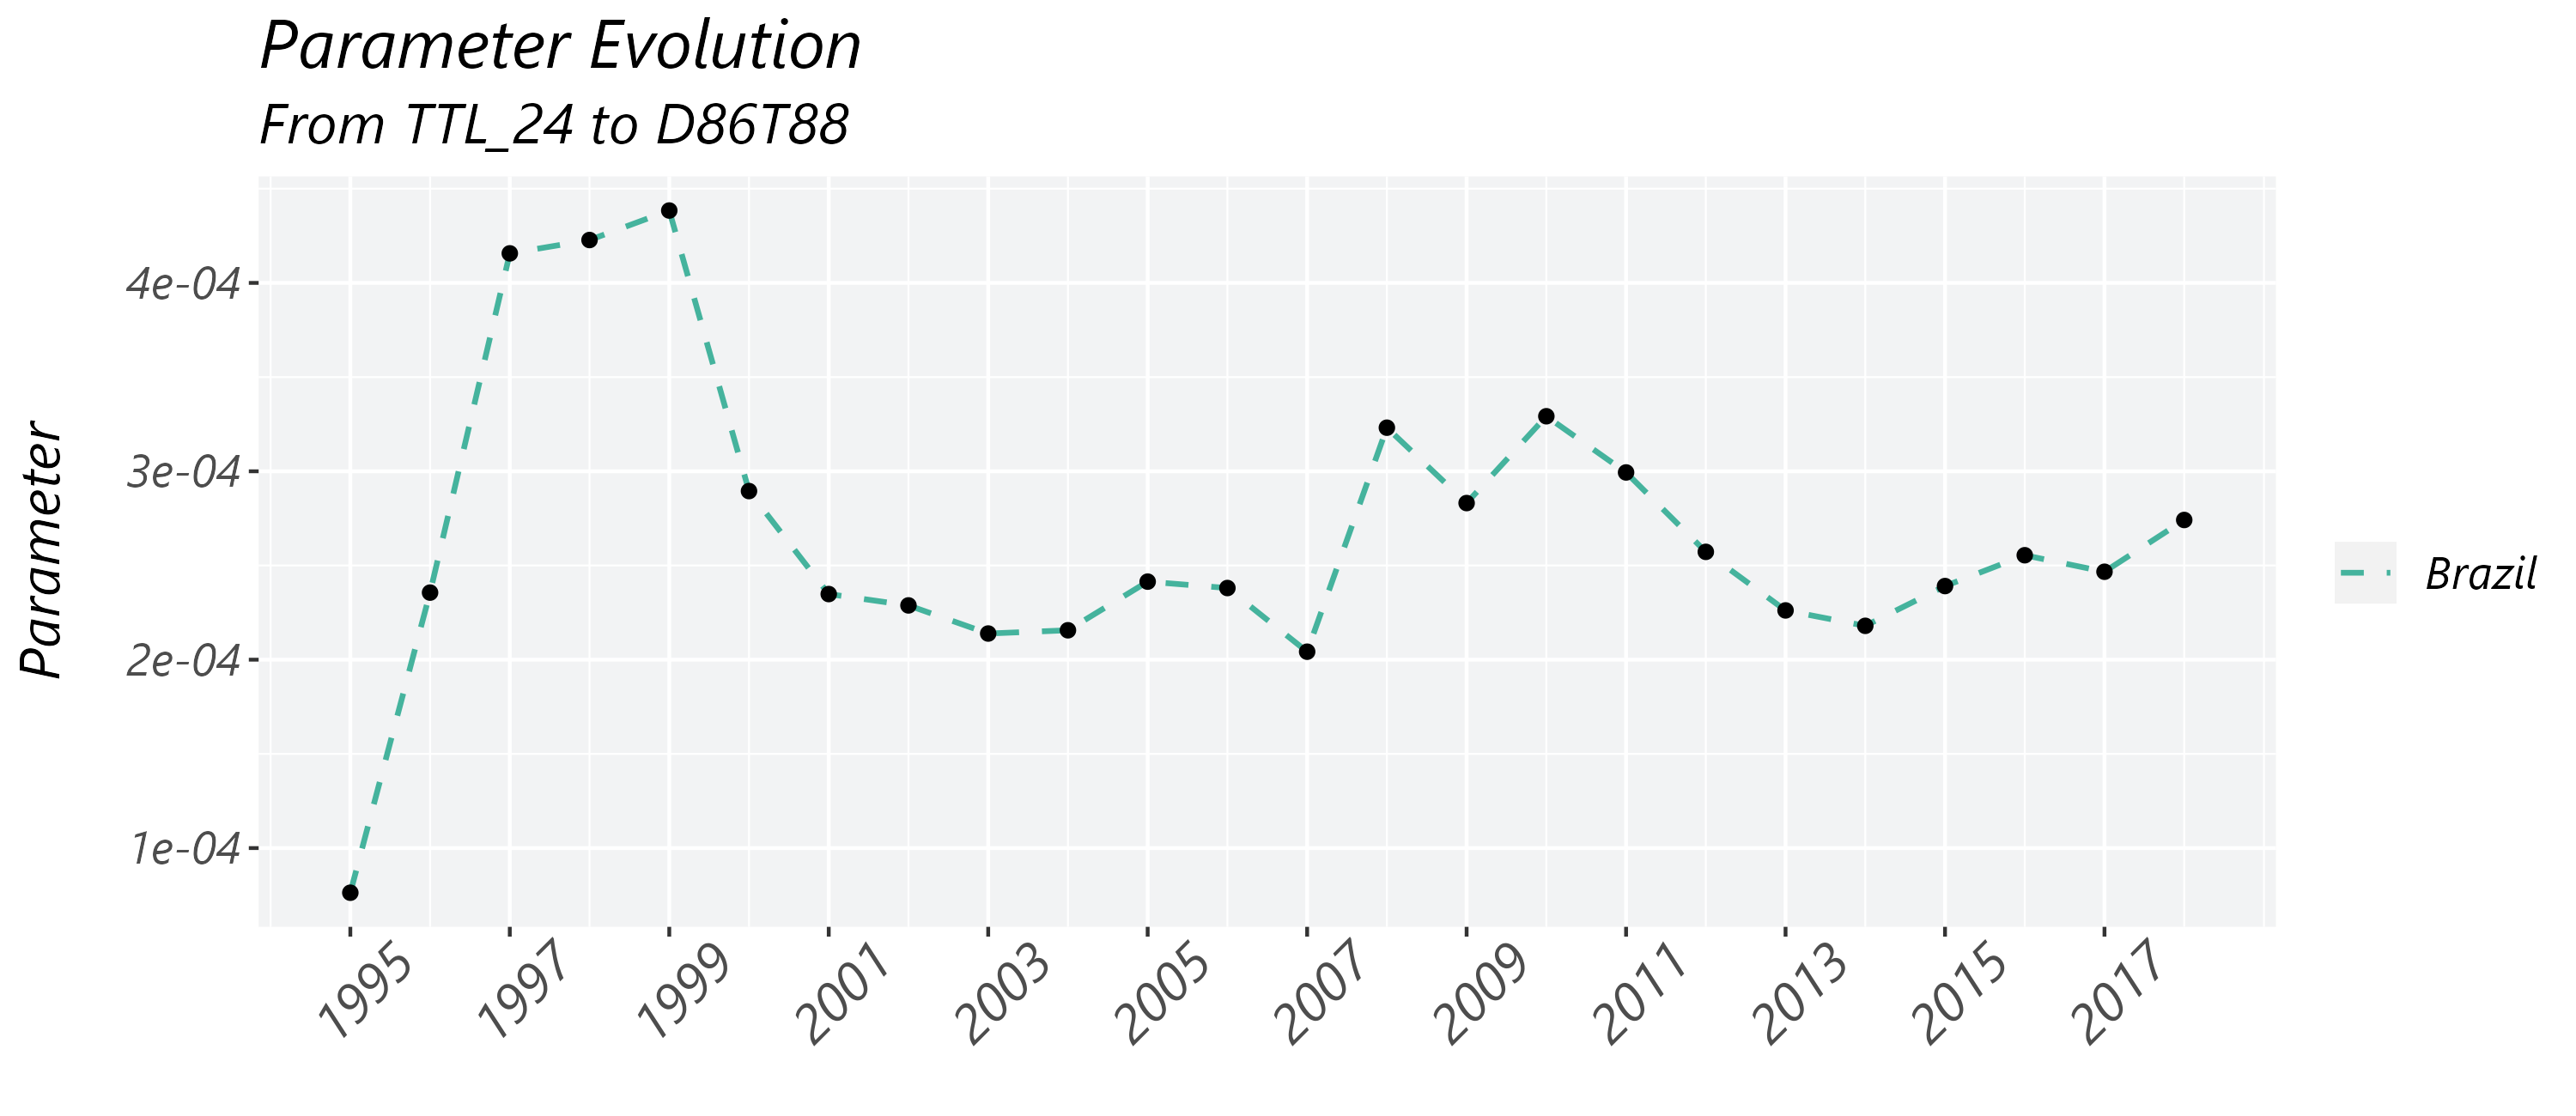 Parameter Evolution
From TTL_24 to D86T88
Parameter
4e-04
3e-04
2e-04
1e-04
1995
1997
1999
2001
2003
2005
2007
2009
2011
2013
2015
2017
Brazil